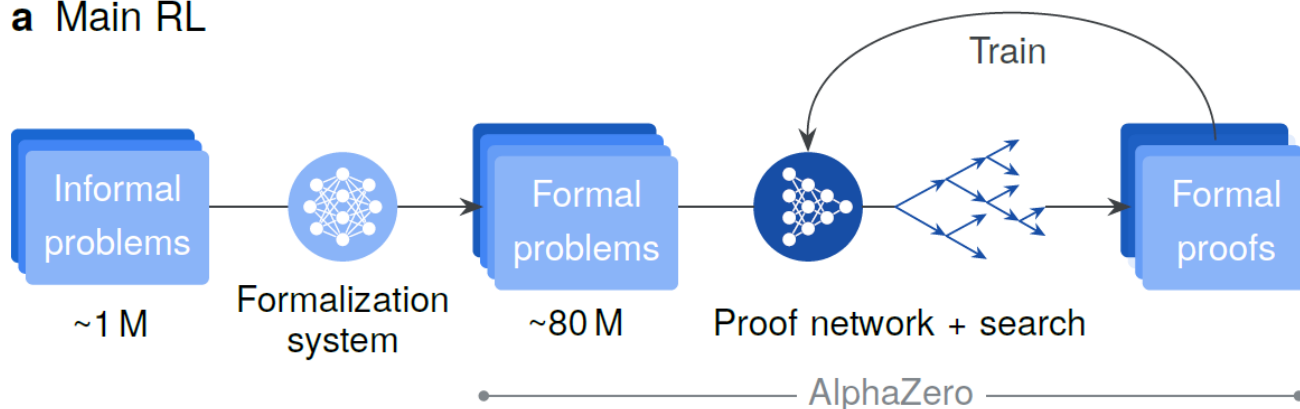 a Main RL
Train
Informal
problems
Formal
problems
Formal
proofs
Formalization
system
~1 M
~80 M
Proof network + search
AlphaZero